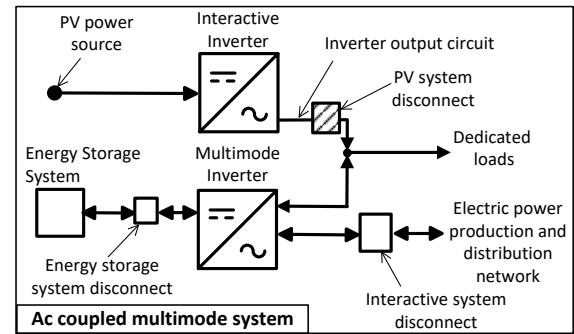 PV power
source
Interactive
Inverter
Inverter output circuit
PV system
disconnect
Dedicated
loads
Energy Storage
System
Multimode
Inverter
Electric power
production and
distribution
network
Energy storage
system disconnect
Interactive system
disconnect
Ac coupled multimode system